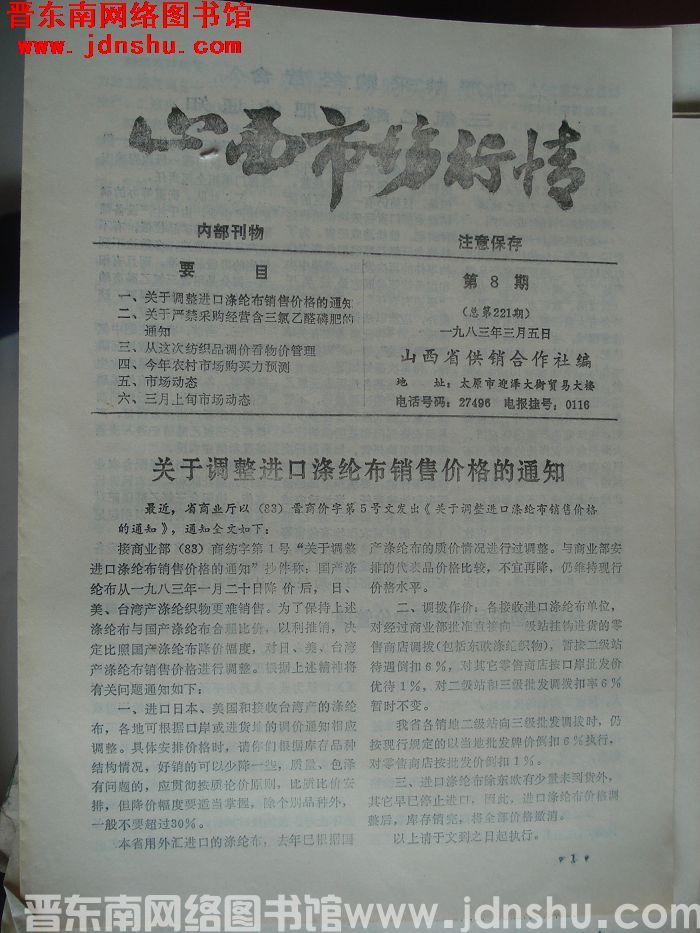 晋东南网络图书馆
www.jdnshu.com
山西市场行情
内部刊物
注意保存
要 目
一、关于调整进口涤纶布销售价格的通知
二、关于严禁采购经营含三氯乙醛磷肥的
通知
三、从这次纺织品调价看物价管理
四、今年农村市场购买力预测
五、市场动态
六、三月上旬市场动态
第 8 期
(总第221期)
一九八三年三月五日
山西省供销合作社编
地 址：太原市迎泽大街贸易大楼
电话号码：27496 电报挂号：0116
关于调整进口涤纶布销售价格的通知
最近，省商业厅以（83）晋商价字第5号文发出《关于调整进口涤纶布销售价格
的通知》，通知全文如下：
接商业部（83）商纺字第1号“关于调整
进口涤纶布销售价格的通知”抄件称：国产涤
纶布从一九八三年一月二十日降价后，日、
美、台湾产涤纶织物更难销售。为了保持上述
涤纶布与国产涤纶布合理比价，以利推销，决
定比照国产涤纶布降价幅度，对日、美、台湾
产涤纶布销售价格进行调整。根据上述精神将
有关问题通知如下：
一、进口日本、美国和接收台湾产的涤纶
布，各地可根据口岸或进货地的调价通知相应
调整。具体安排价格时，请你们根据库存品种
结构情况，好销的可以少降一些，质量、色泽
有问题的，应贯彻按质论价原则，比质比价安
排，但降价幅度要适当掌握，除个别品种外，
一般不要超过30%。
本省用外汇进口的涤纶布，去年已根据国
产涤纶布的质价情况进行过调整。与商业部安
排的代表品价格比较，不宜再降，仍维持现行
价格水平。
二、调拨作价：各接收进口涤纶布单位，
对经过商业部批准直接向一级站挂钩进货的零
售商店调拨（包括东欧涤纶织物），暂按二级站
待遇倒扣6%，对其它零售商店按口岸批发价
优待1%，对二级站和三级批发调拨扣率6%
暂时不变。
我省各销地二级站向三级批发调拨时，仍
按现行规定的以当地批发牌价倒扣6%执行，
对零售商店按批发价倒扣1%。
三、进口涤纶布除东欧有少量来到货外，
其它早已停止进口，因此，进口涤纶布价格调
整后，库存销完，将全部价格撤消。
以上请于文到之日起执行。
• 1 •
晋东南网络图书馆 www.jdnshu.com